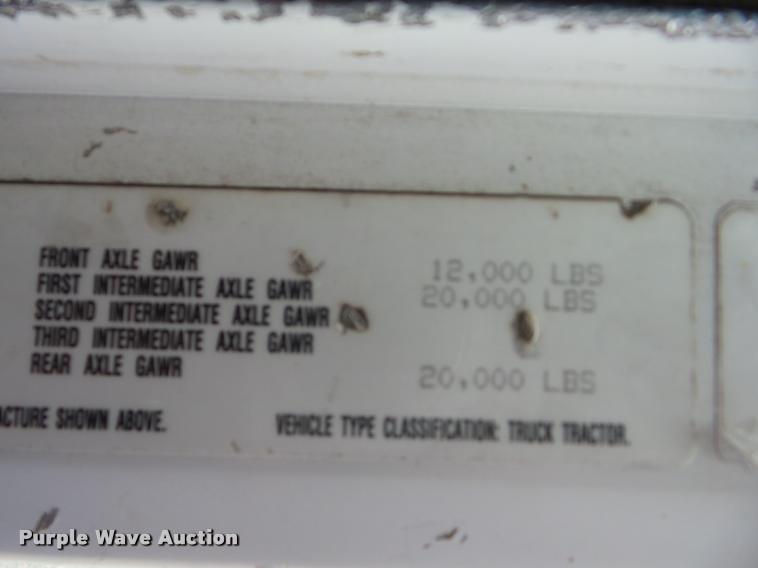 FRONT AXLE GAWR 12,000 LBS
FIRST INTERMEDIATE AXLE GAWR 20,000 LBS
SECOND INTERMEDIATE AXLE GAWR
THIRD INTERMEDIATE AXLE GAWR
REAR AXLE GAWR 20,000 LBS
ACTURE SHOWN ABOVE. VEHICLE TYPE CLASSIFICATION: TRUCK TRACTOR.
Purple Wave Auction